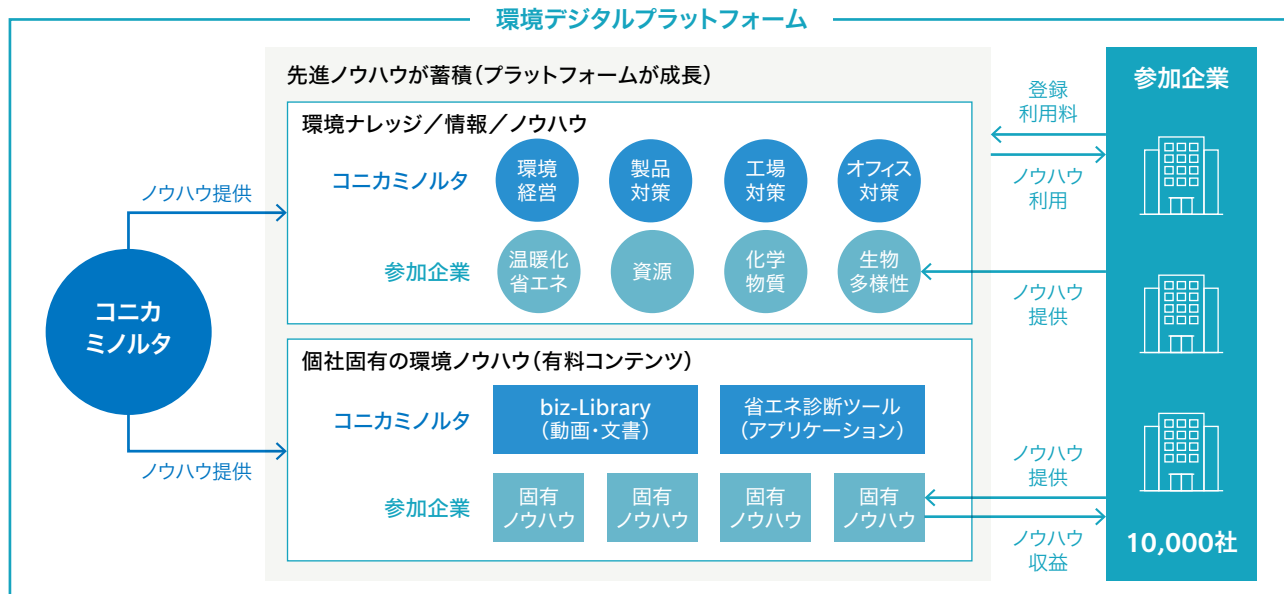 環境デジタルプラットフォーム
先進ノウハウが蓄積（プラットフォームが成長）
環境ナレッジ／情報／ノウハウ
コニカミノルタ
環境
経営
製品
対策
工場
対策
オフィス
対策
参加企業
温暖化
省エネ
資源
化学
物質
生物
多様性
個社固有の環境ノウハウ（有料コンテンツ）
コニカミノルタ
biz-Library
（動画・文書）
省エネ診断ツール
（アプリケーション）
参加企業
固有
ノウハウ
固有
ノウハウ
固有
ノウハウ
固有
ノウハウ
ノウハウ提供
コニカ
ミノルタ
ノウハウ提供
登録
利用料
ノウハウ
利用
ノウハウ
提供
ノウハウ
提供
ノウハウ
収益
参加企業
10,000社